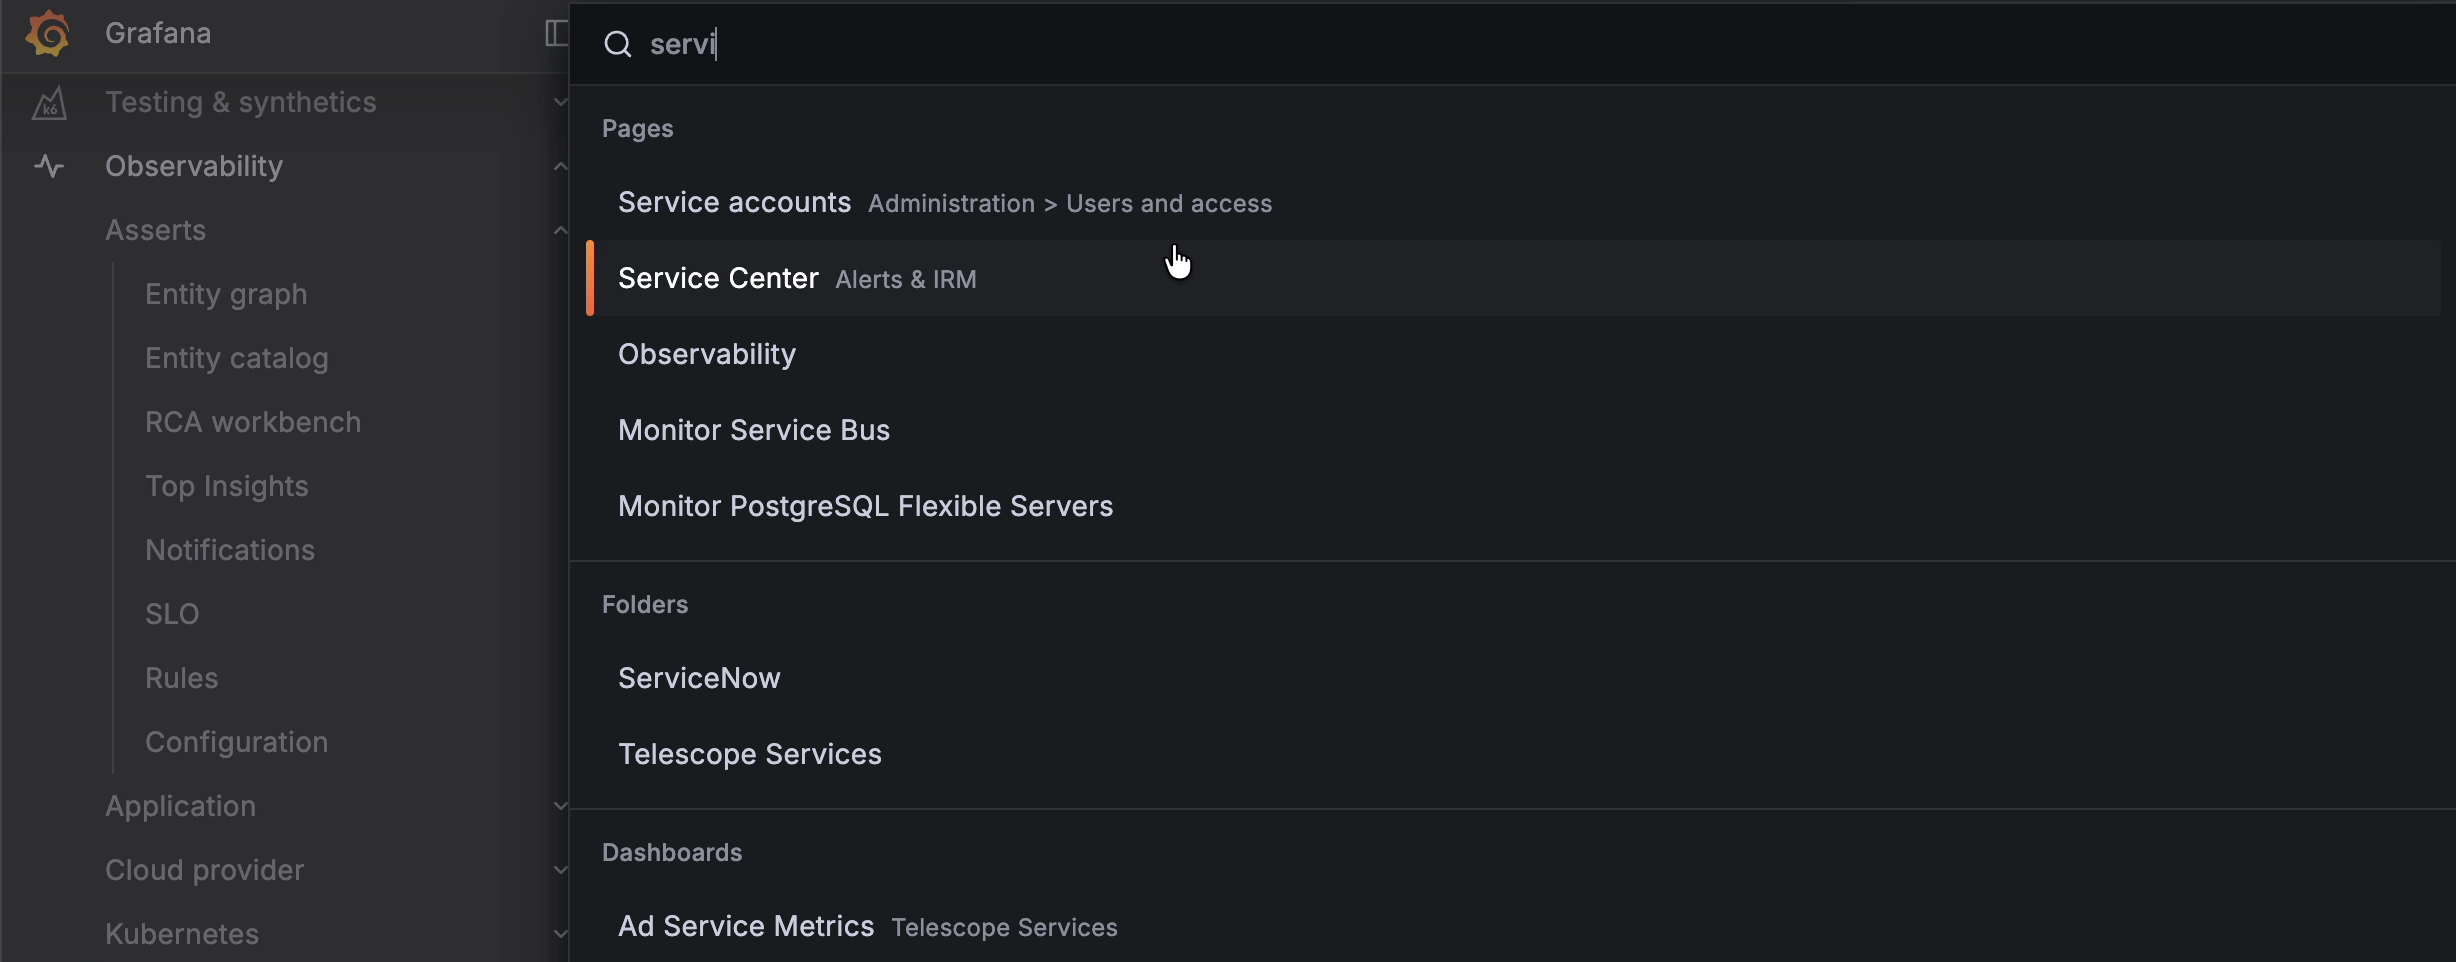 Grafana
Testing & synthetics
k6
Observability
Asserts
Entity graph
Entity catalog
RCA workbench
Top Insights
Notifications
SLO
Rules
Configuration
Application
Cloud provider
Kubernetes
servi
Pages
Service accounts Administration > Users and access
Service Center Alerts & IRM
Observability
Monitor Service Bus
Monitor PostgreSQL Flexible Servers
Folders
ServiceNow
Telescope Services
Dashboards
Ad Service Metrics Telescope Services